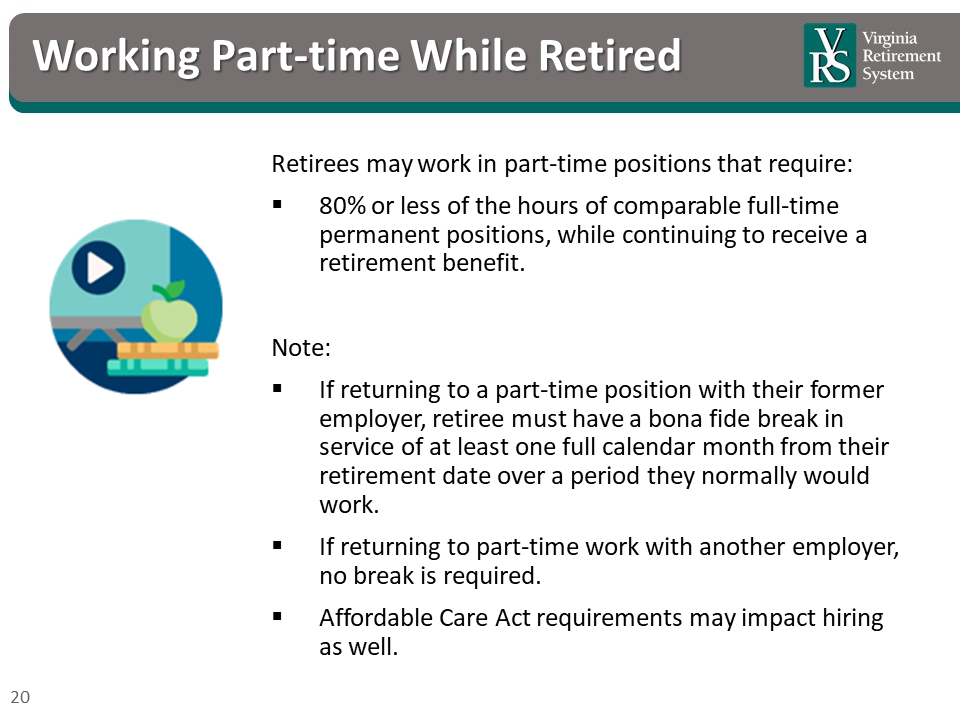 Working Part-time While Retired
VRS
Virginia
Retirement
System
Retirees may work in part-time positions that require:
▪ 80% or less of the hours of comparable full-time
permanent positions, while continuing to receive a
retirement benefit.
Note:
▪ If returning to a part-time position with their former
employer, retiree must have a bona fide break in
service of at least one full calendar month from their
retirement date over a period they normally would
work.
▪ If returning to part-time work with another employer,
no break is required.
▪ Affordable Care Act requirements may impact hiring
as well.
20